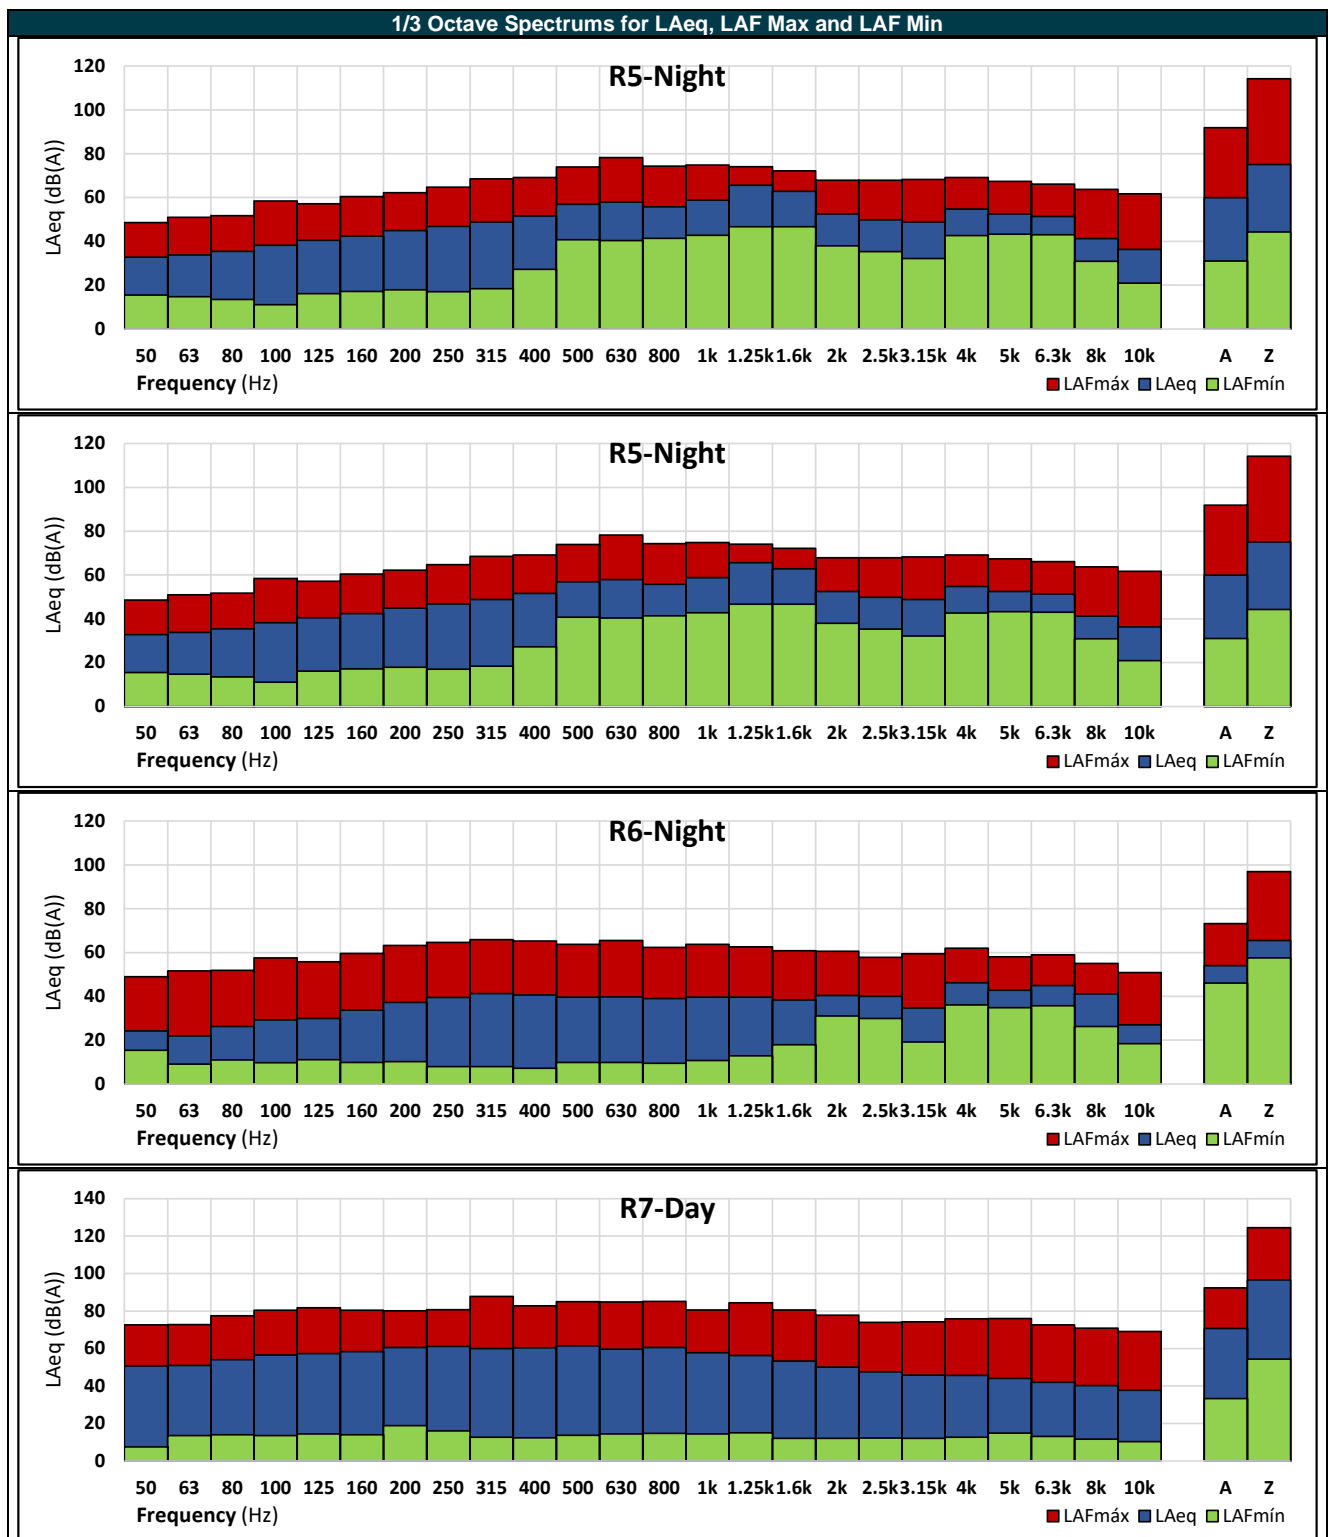 1/3 Octave Spectrums for LAeq, LAF Max and LAF Min
R5-Night
LAeq (dB(A))
120
100
80
60
40
20
0
50 63 80 100 125 160 200 250 315 400 500 630 800 1k 1.25k 1.6k 2k 2.5k 3.15k 4k 5k 6.3k 8k 10k A Z
Frequency (Hz)
LAFmáx LAeq LAFmín
R5-Night
LAeq (dB(A))
120
100
80
60
40
20
0
50 63 80 100 125 160 200 250 315 400 500 630 800 1k 1.25k 1.6k 2k 2.5k 3.15k 4k 5k 6.3k 8k 10k A Z
Frequency (Hz)
LAFmáx LAeq LAFmín
R6-Night
LAeq (dB(A))
120
100
80
60
40
20
0
50 63 80 100 125 160 200 250 315 400 500 630 800 1k 1.25k 1.6k 2k 2.5k 3.15k 4k 5k 6.3k 8k 10k A Z
Frequency (Hz)
LAFmáx LAeq LAFmín
R7-Day
LAeq (dB(A))
140
120
100
80
60
40
20
0
50 63 80 100 125 160 200 250 315 400 500 630 800 1k 1.25k 1.6k 2k 2.5k 3.15k 4k 5k 6.3k 8k 10k A Z
Frequency (Hz)
LAFmáx LAeq LAFmín